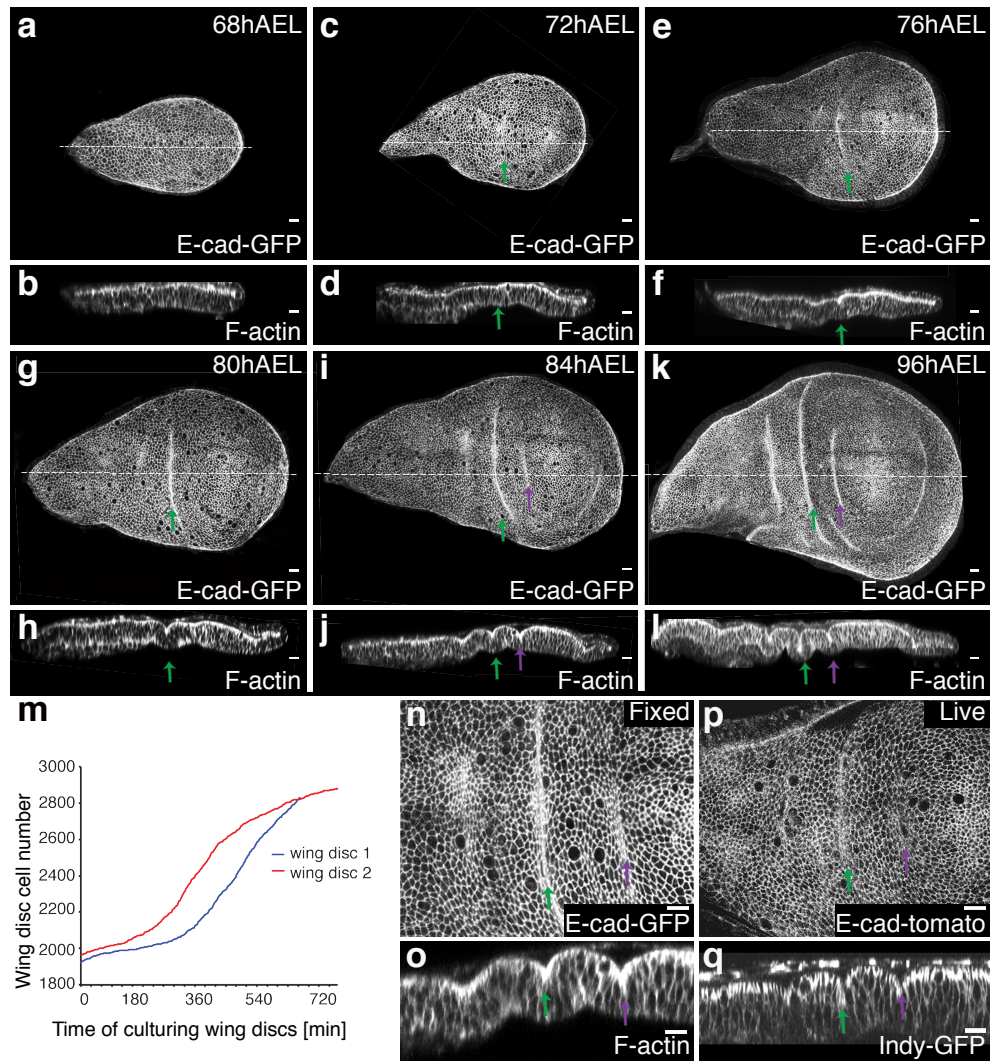 a 68hAEL
E-cad-GFP
c 72hAEL
E-cad-GFP
e 76hAEL
E-cad-GFP
b
F-actin
d
F-actin
f
F-actin
g 80hAEL
E-cad-GFP
i 84hAEL
E-cad-GFP
k 96hAEL
E-cad-GFP
h
F-actin
j
F-actin
l
F-actin
m
Wing disc cell number
3000
2800
2600
2400
2200
2000
1800
wing disc 1
wing disc 2
0 180 360 540 720
Time of culturing wing discs [min]
n Fixed
E-cad-GFP
p Live
E-cad-tomato
o
F-actin
q
Indy-GFP